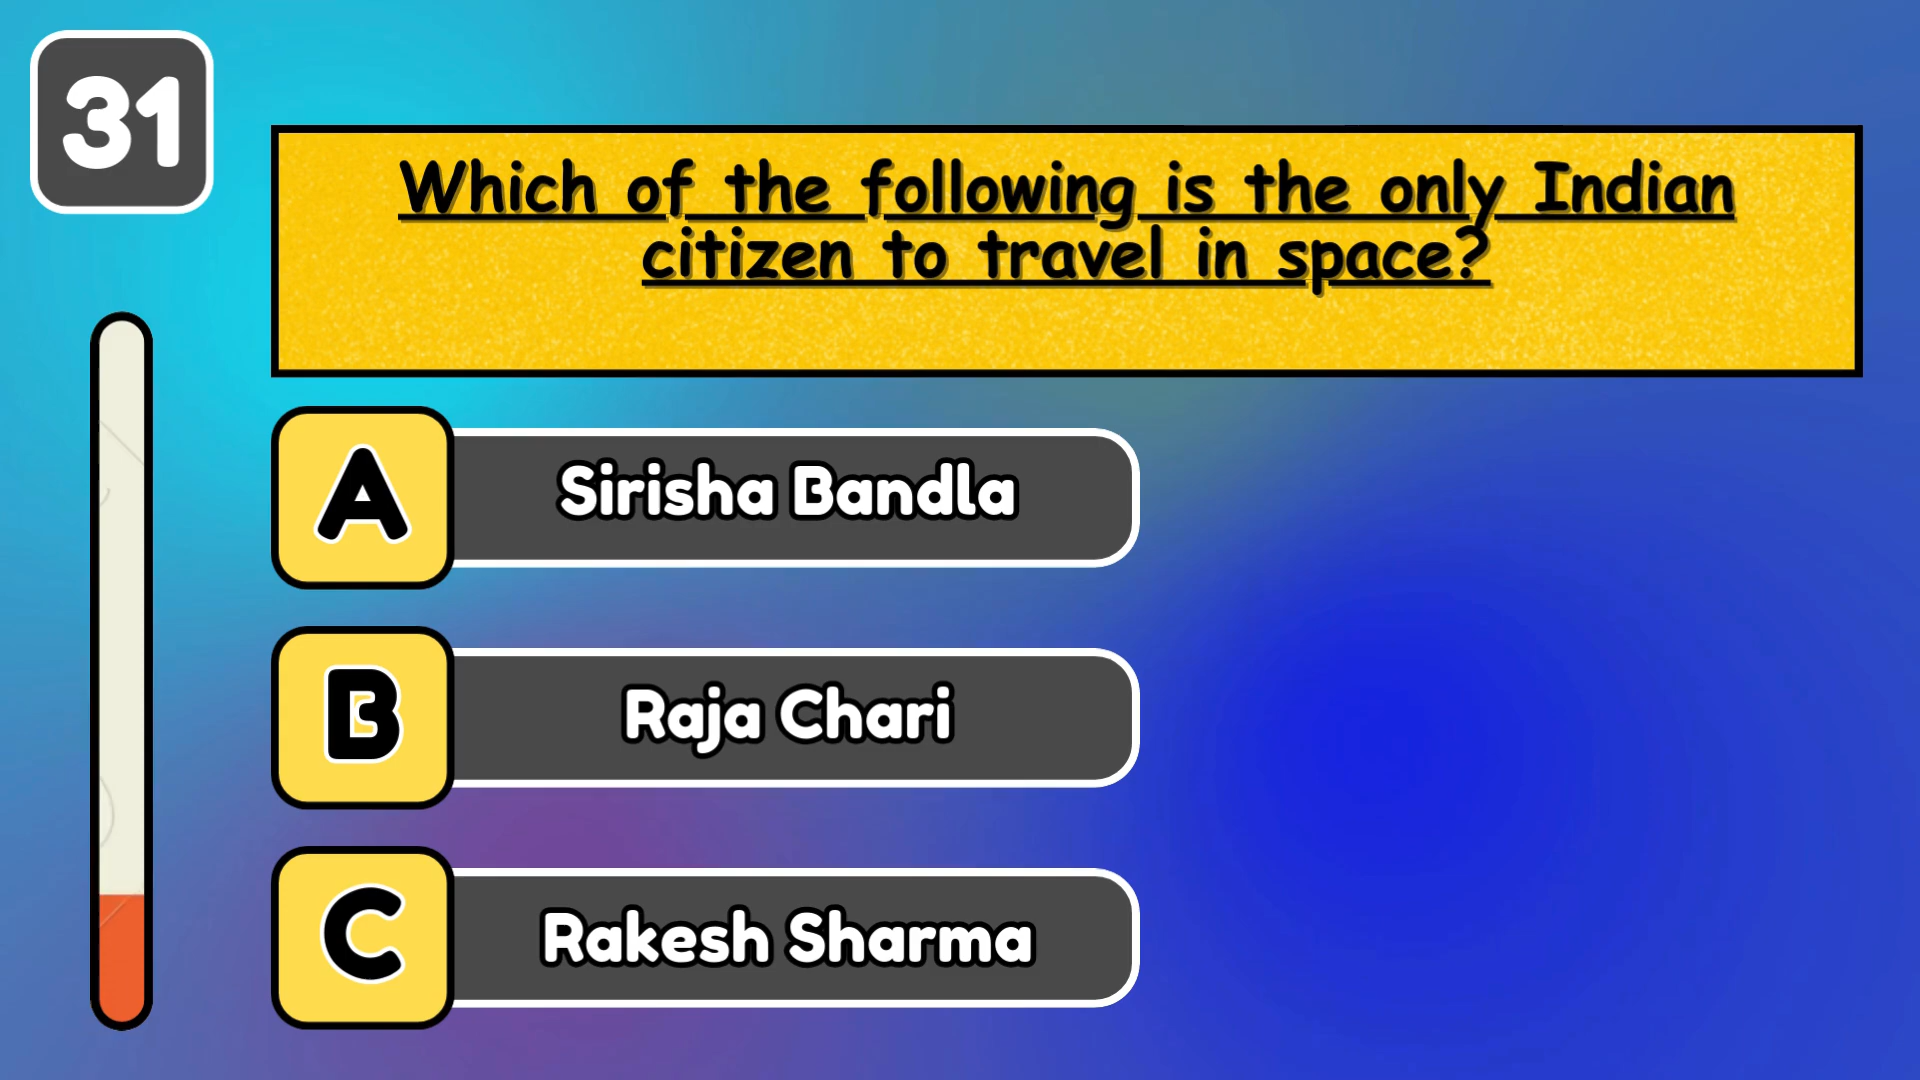 31
Which of the following is the only Indian
citizen to travel in space?
A
Sirisha Bandla
B
Raja Chari
C
Rakesh Sharma